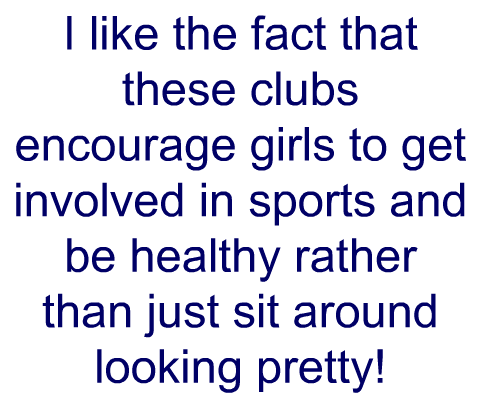 I like the fact that
these clubs
encourage girls to get
involved in sports and
be healthy rather
than just sit around
looking pretty!